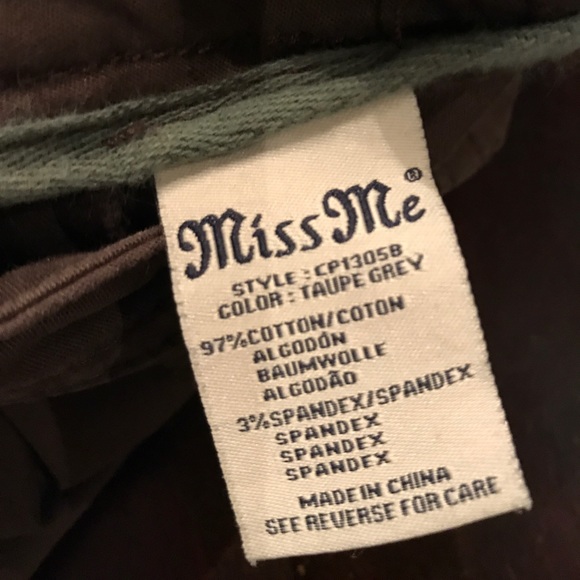 Miss Me®
STYLE : CP1305B
COLOR : TAUPE GREY
97%COTTON/COTON
ALGODÓN
BAUMWOLLE
ALGODÃO
3%SPANDEX/SPANDEX
SPANDEX
SPANDEX
SPANDEX
MADE IN CHINA
SEE REVERSE FOR CARE